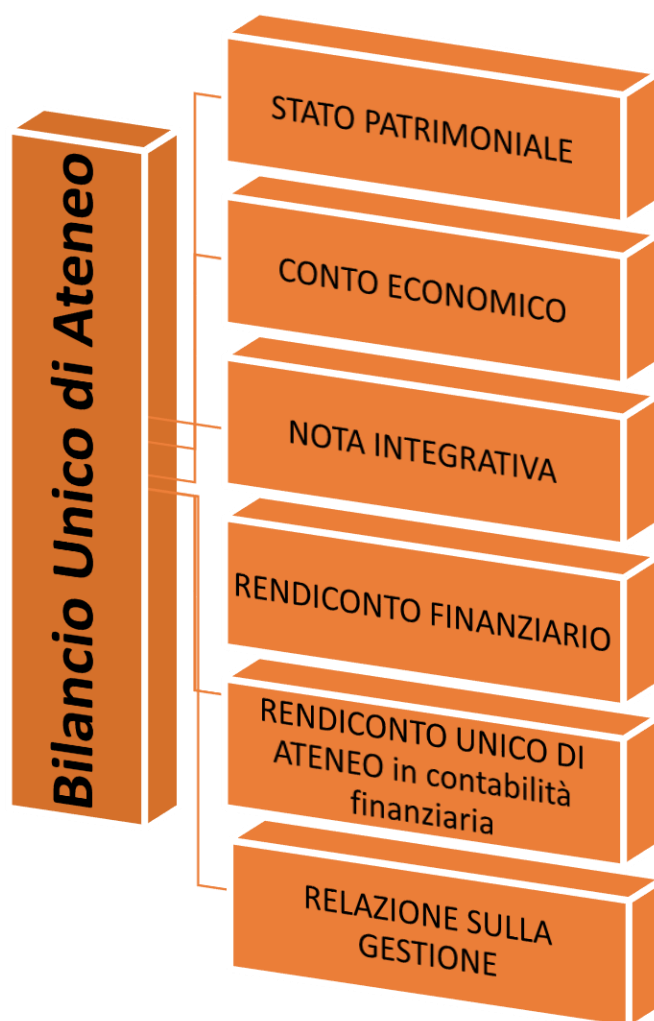 Bilancio Unico di Ateneo
STATO PATRIMONIALE
CONTO ECONOMICO
NOTA INTEGRATIVA
RENDICONTO FINANZIARIO
RENDICONTO UNICO DI
ATENEO in contabilità
finanziaria
RELAZIONE SULLA
GESTIONE